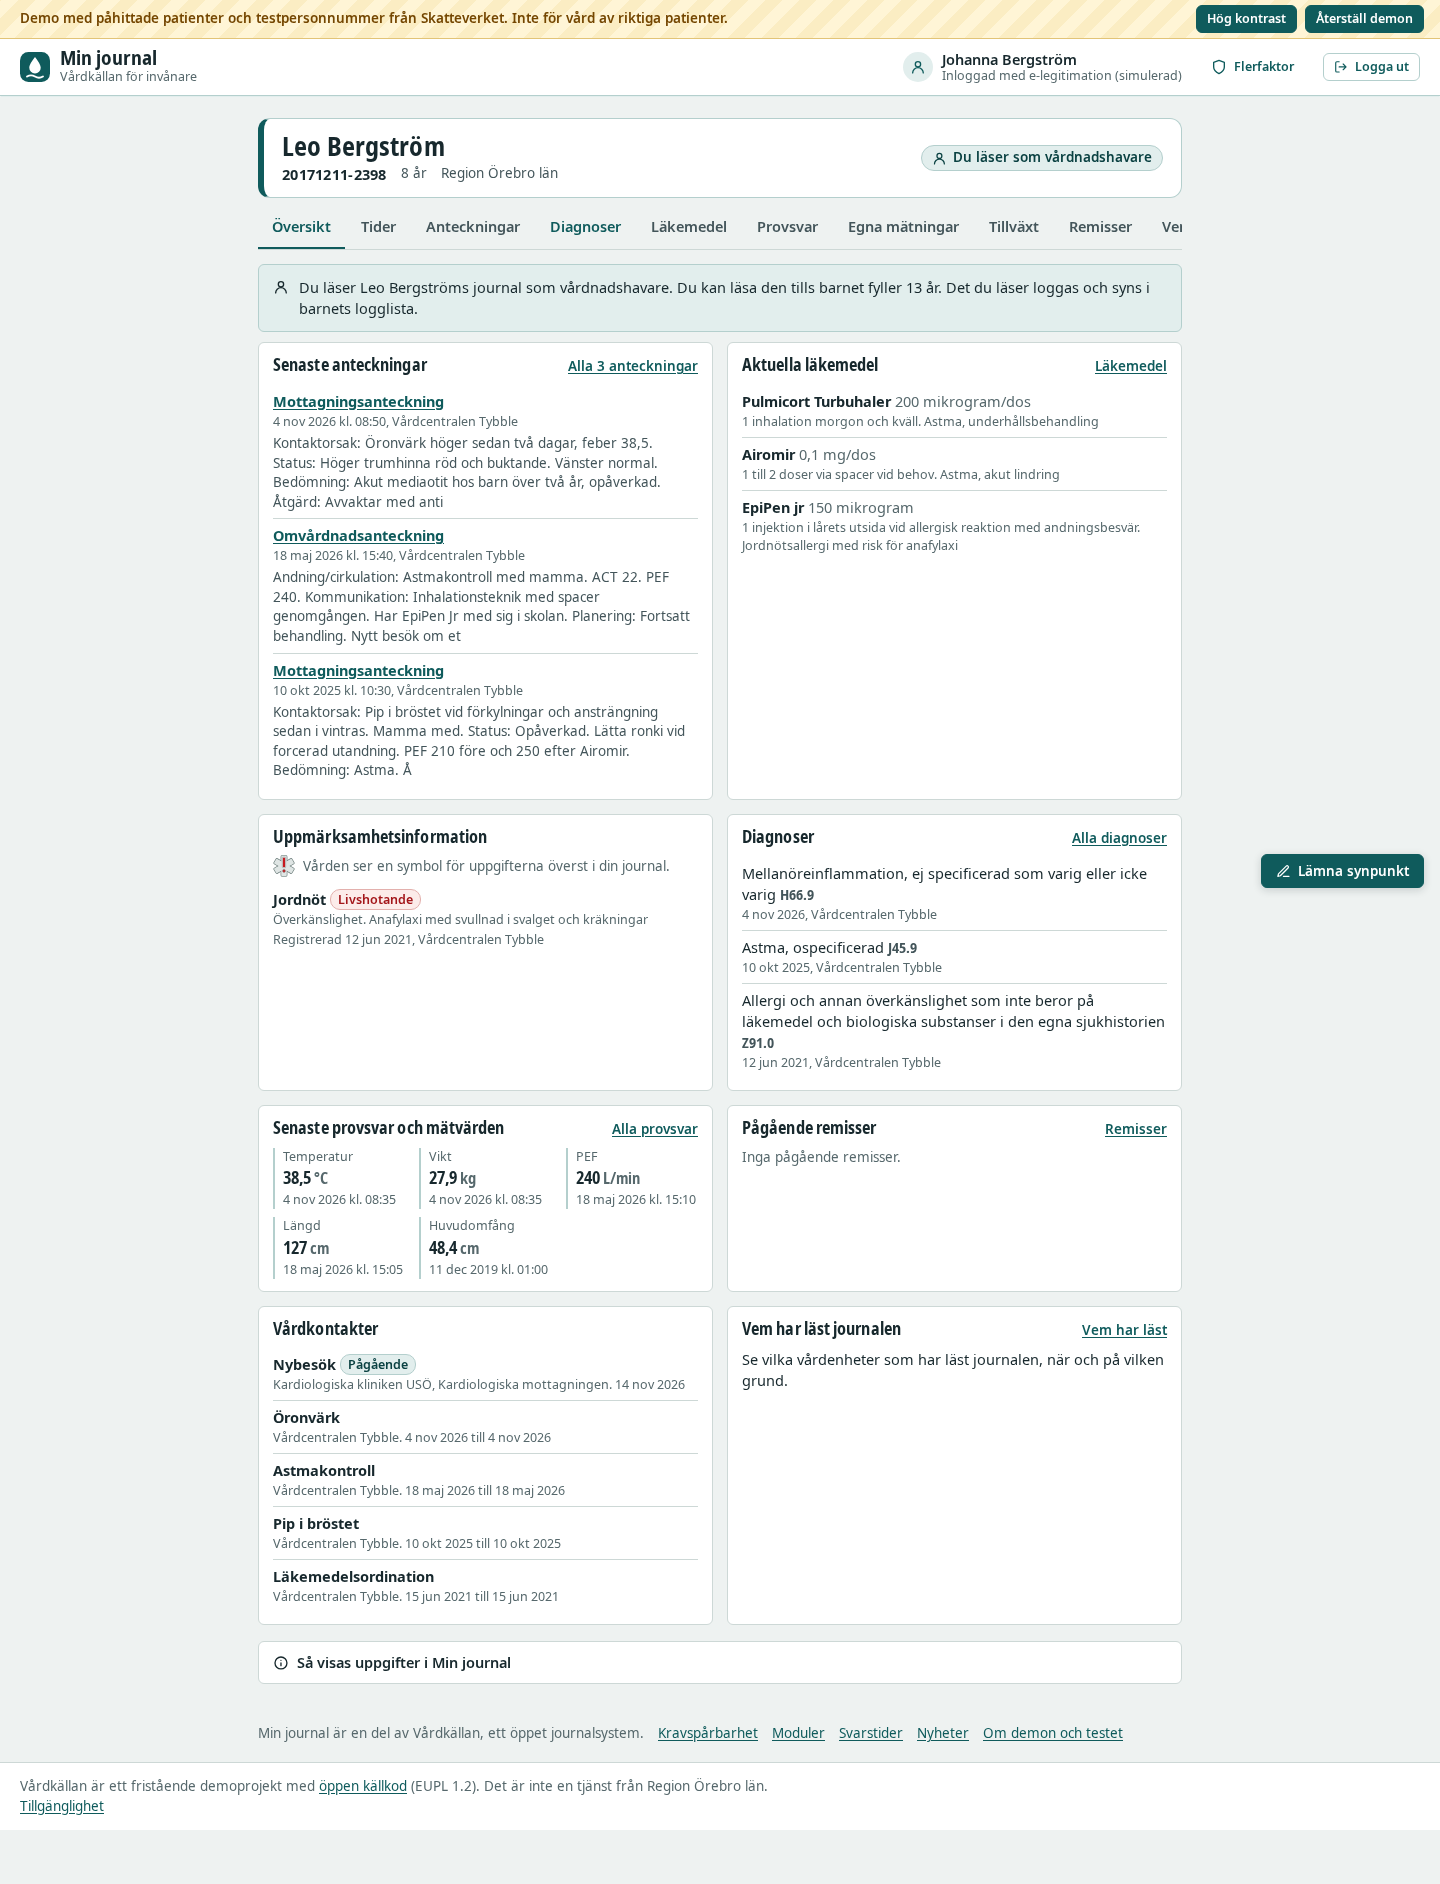 Demo med påhittade patienter och testpersonnummer från Skatteverket. Inte för vård av riktiga patienter.
Hög kontrast
Återställ demon
Min journal
Vårdkällan för invånare
Johanna Bergström
Inloggad med e-legitimation (simulerad)
Flerfaktor
Logga ut
Leo Bergström
20171211-2398 8 år Region Örebro län
Du läser som vårdnadshavare
Översikt Tider Anteckningar Diagnoser Läkemedel Provsvar Egna mätningar Tillväxt Remisser Ver
Du läser Leo Bergströms journal som vårdnadshavare. Du kan läsa den tills barnet fyller 13 år. Det du läser loggas och syns i
barnets logglista.
Senaste anteckningar
Alla 3 anteckningar
Mottagningsanteckning
4 nov 2026 kl. 08:50, Vårdcentralen Tybble
Kontaktorsak: Öronvärk höger sedan två dagar, feber 38,5.
Status: Höger trumhinna röd och buktande. Vänster normal.
Bedömning: Akut mediaotit hos barn över två år, opåverkad.
Åtgärd: Avvaktar med anti
Omvårdnadsanteckning
18 maj 2026 kl. 15:40, Vårdcentralen Tybble
Andning/cirkulation: Astmakontroll med mamma. ACT 22. PEF
240. Kommunikation: Inhalationsteknik med spacer
genomgången. Har EpiPen Jr med sig i skolan. Planering: Fortsatt
behandling. Nytt besök om et
Mottagningsanteckning
10 okt 2025 kl. 10:30, Vårdcentralen Tybble
Kontaktorsak: Pip i bröstet vid förkylningar och ansträngning
sedan i vintras. Mamma med. Status: Opåverkad. Lätta ronki vid
forcerad utandning. PEF 210 före och 250 efter Airomir.
Bedömning: Astma. Å
Aktuella läkemedel
Läkemedel
Pulmicort Turbuhaler 200 mikrogram/dos
1 inhalation morgon och kväll. Astma, underhållsbehandling
Airomir 0,1 mg/dos
1 till 2 doser via spacer vid behov. Astma, akut lindring
EpiPen jr 150 mikrogram
1 injektion i lårets utsida vid allergisk reaktion med andningsbesvär.
Jordnötsallergi med risk för anafylaxi
Uppmärksamhetsinformation
Vården ser en symbol för uppgifterna överst i din journal.
Jordnöt Livshotande
Överkänslighet. Anafylaxi med svullnad i svalget och kräkningar
Registrerad 12 jun 2021, Vårdcentralen Tybble
Diagnoser
Alla diagnoser
Mellanöreinflammation, ej specificerad som varig eller icke
varig H66.9
4 nov 2026, Vårdcentralen Tybble
Astma, ospecificerad J45.9
10 okt 2025, Vårdcentralen Tybble
Allergi och annan överkänslighet som inte beror på
läkemedel och biologiska substanser i den egna sjukhistorien
Z91.0
12 jun 2021, Vårdcentralen Tybble
Lämna synpunkt
Senaste provsvar och mätvärden
Alla provsvar
Temperatur
38,5 °C
4 nov 2026 kl. 08:35
Vikt
27,9 kg
4 nov 2026 kl. 08:35
PEF
240 L/min
18 maj 2026 kl. 15:10
Längd
127 cm
18 maj 2026 kl. 15:05
Huvudomfång
48,4 cm
11 dec 2019 kl. 01:00
Pågående remisser
Remisser
Inga pågående remisser.
Vårdkontakter
Nybesök Pågående
Kardiologiska kliniken USÖ, Kardiologiska mottagningen. 14 nov 2026
Öronvärk
Vårdcentralen Tybble. 4 nov 2026 till 4 nov 2026
Astmakontroll
Vårdcentralen Tybble. 18 maj 2026 till 18 maj 2026
Pip i bröstet
Vårdcentralen Tybble. 10 okt 2025 till 10 okt 2025
Läkemedelsordination
Vårdcentralen Tybble. 15 jun 2021 till 15 jun 2021
Vem har läst journalen
Vem har läst
Se vilka vårdenheter som har läst journalen, när och på vilken
grund.
Så visas uppgifter i Min journal
Min journal är en del av Vårdkällan, ett öppet journalsystem. Kravspårbarhet Moduler Svarstider Nyheter Om demon och testet
Vårdkällan är ett fristående demoprojekt med öppen källkod (EUPL 1.2). Det är inte en tjänst från Region Örebro län.
Tillgänglighet